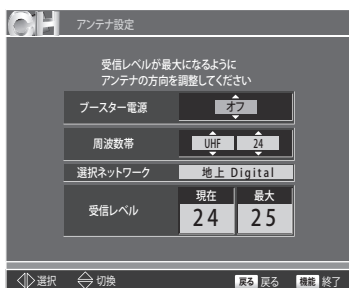 CH アンテナ設定
受信レベルが最大になるように
アンテナの方向を調整してください
ブースター電源 オフ
周波数帯 UHF 24
選択ネットワーク 地上 Digital
受信レベル 現在 24 最大 25
選択 切換 戻る 戻る 機能 終了